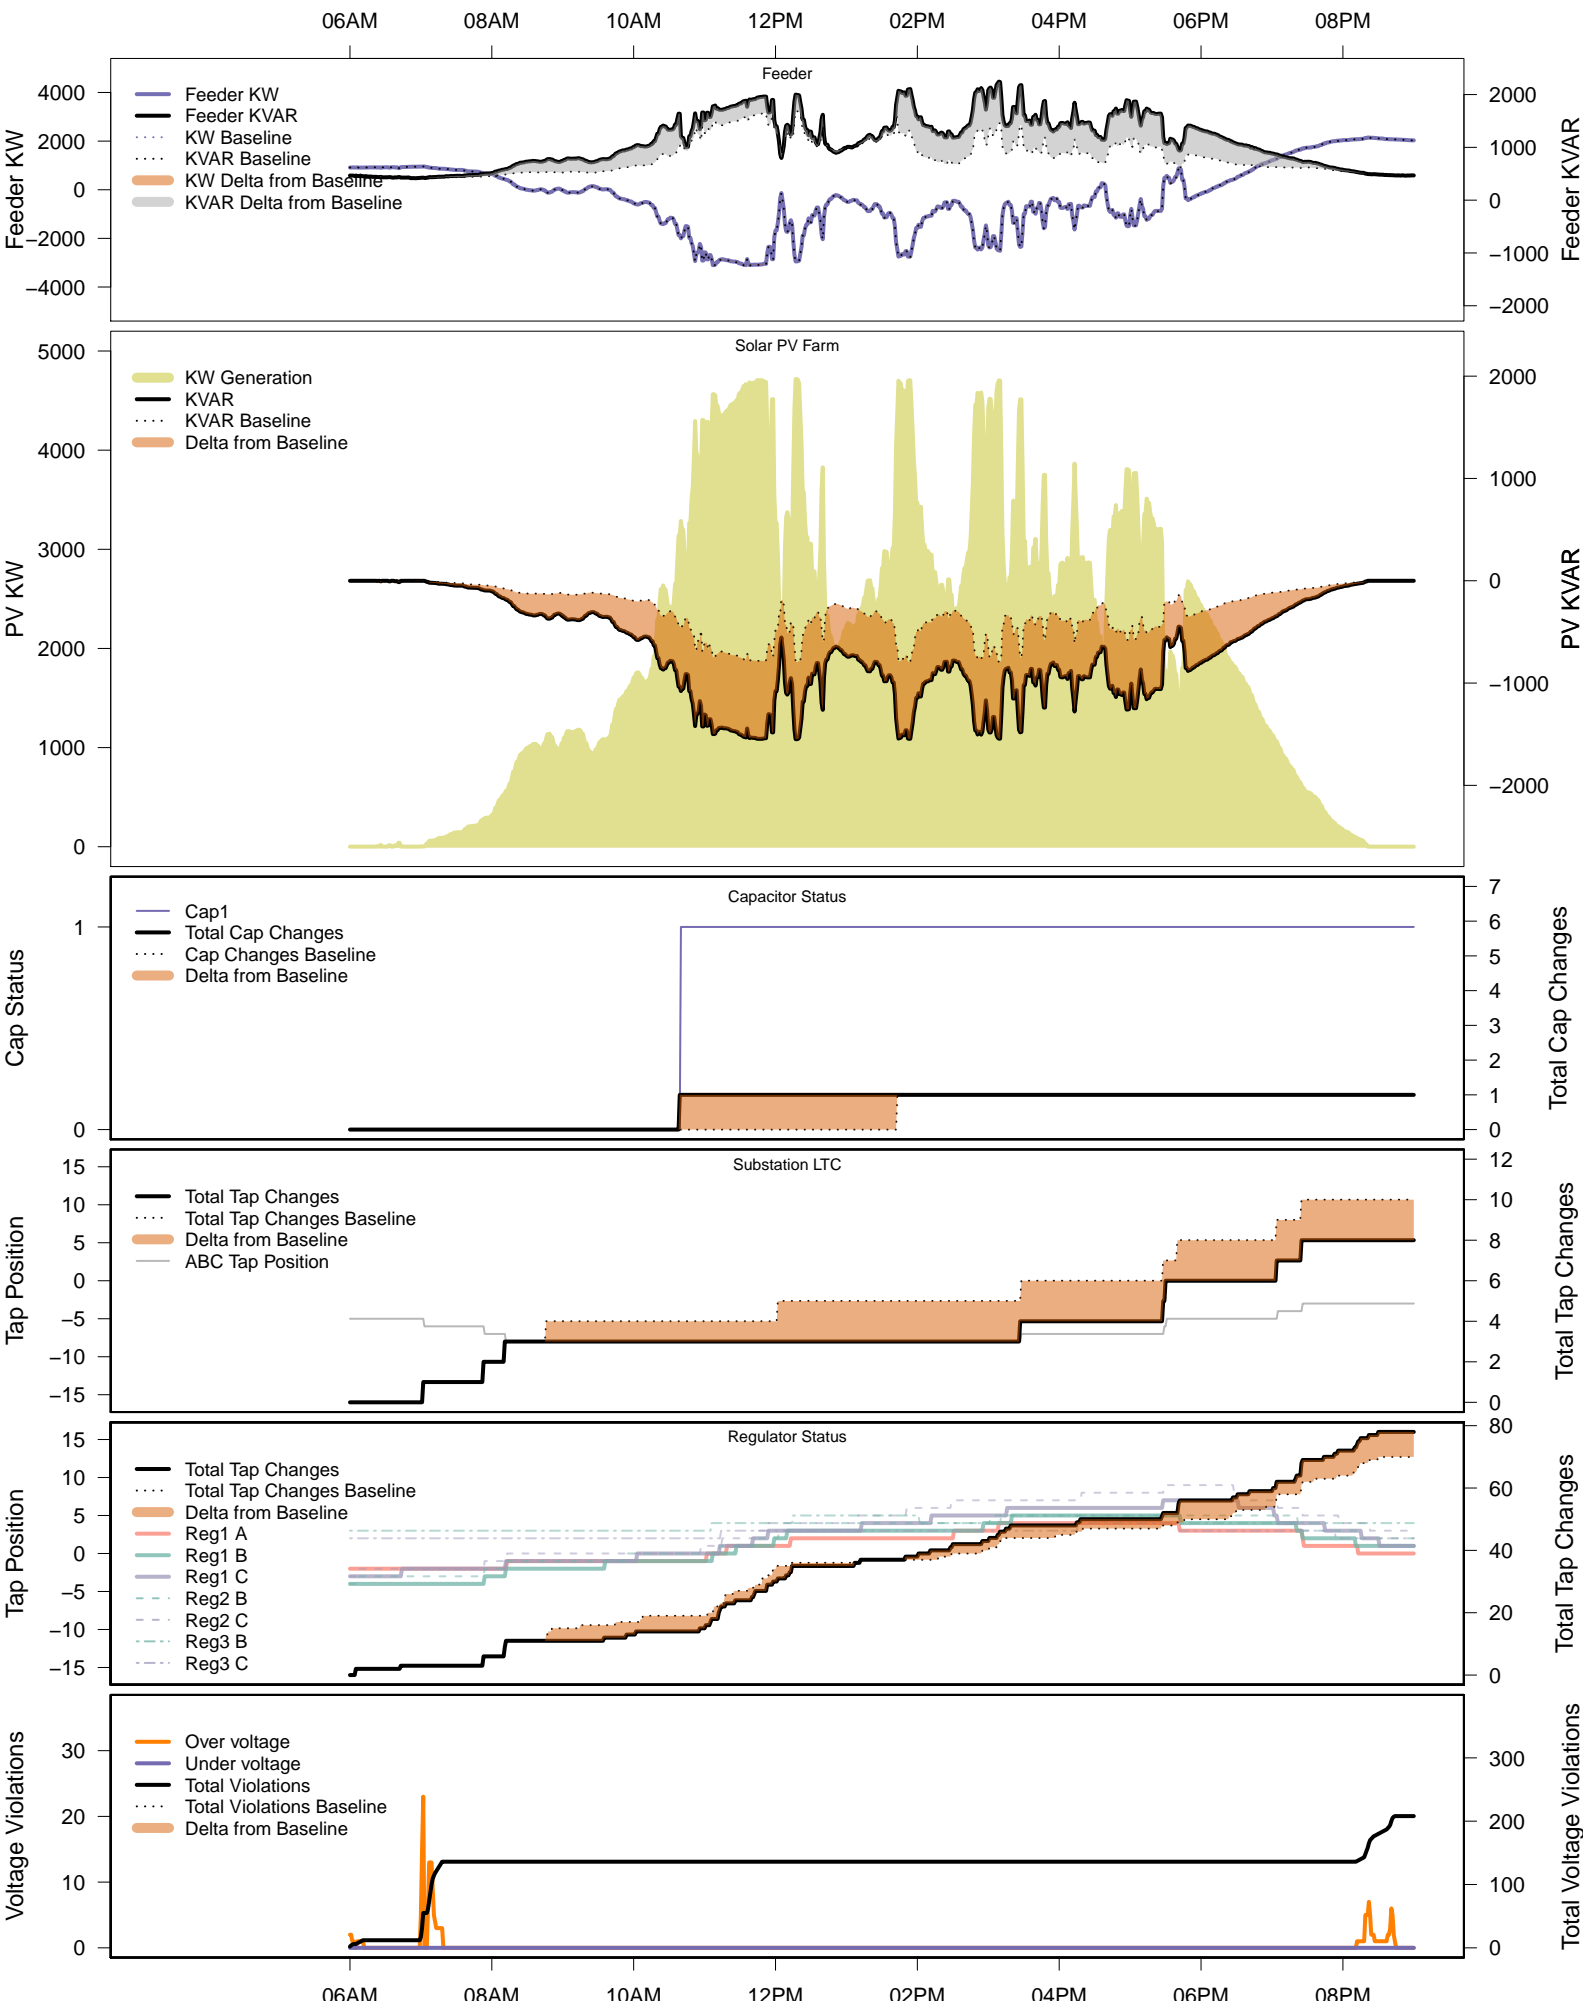 06AM 08AM 10AM 12PM 02PM 04PM 06PM 08PM
Feeder
Feeder KW
Feeder KVAR
KW Baseline
KVAR Baseline
KW Delta from Baseline
KVAR Delta from Baseline
4000
2000
0
−2000
−4000
Feeder KW
2000
1000
0
−1000
−2000
Feeder KVAR
Solar PV Farm
KW Generation
KVAR
KVAR Baseline
Delta from Baseline
5000
4000
3000
2000
1000
0
PV KW
2000
1000
0
−1000
−2000
PV KVAR
Capacitor Status
Cap1
Total Cap Changes
Cap Changes Baseline
Delta from Baseline
1
0
Cap Status
7
6
5
4
3
2
1
0
Total Cap Changes
Substation LTC
Total Tap Changes
Total Tap Changes Baseline
Delta from Baseline
ABC Tap Position
15
10
5
0
−5
−10
−15
Tap Position
12
10
8
6
4
2
0
Total Tap Changes
Regulator Status
Total Tap Changes
Total Tap Changes Baseline
Delta from Baseline
Reg1 A
Reg1 B
Reg1 C
Reg2 B
Reg2 C
Reg3 B
Reg3 C
15
10
5
0
−5
−10
−15
Tap Position
80
60
40
20
0
Total Tap Changes
Over voltage
Under voltage
Total Violations
Total Violations Baseline
Delta from Baseline
30
20
10
0
Voltage Violations
300
200
100
0
Total Voltage Violations
06AM 08AM 10AM 12PM 02PM 04PM 06PM 08PM